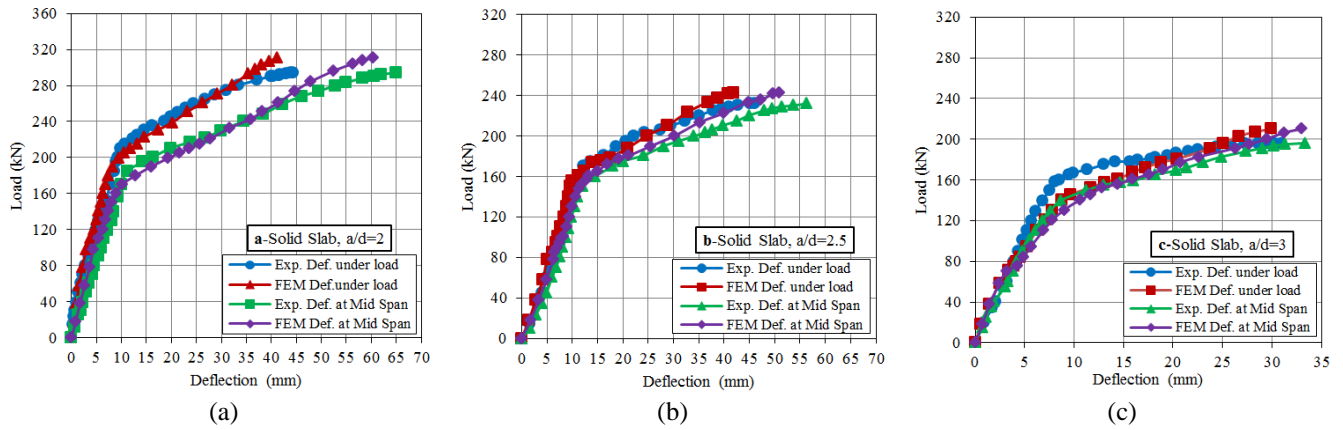 360
320
280
240
200
160
120
80
40
0
Load (kN)
0 5 10 15 20 25 30 35 40 45 50 55 60 65 70
Deflection (mm)
a-Solid Slab, a/d=2
Exp. Def. under load
FEM Def.under load
Exp. Def. at Mid Span
FEM Def. at Mid Span
(a)
320
280
240
200
160
120
80
40
0
Load (kN)
0 5 10 15 20 25 30 35 40 45 50 55 60 65 70
Deflection (mm)
b-Solid Slab, a/d=2.5
Exp. Def. under load
FEM Def. under load
Exp. Def at Mid Span
FEM Def. at Mid Span
(b)
320
280
240
200
160
120
80
40
0
Load (kN)
0 5 10 15 20 25 30 35
Deflection (mm)
c-Solid Slab, a/d=3
Exp. Def. under load
FEM Def. under load
Exp. Def. at Mid Span
FEM Def. at Mid Span
(c)